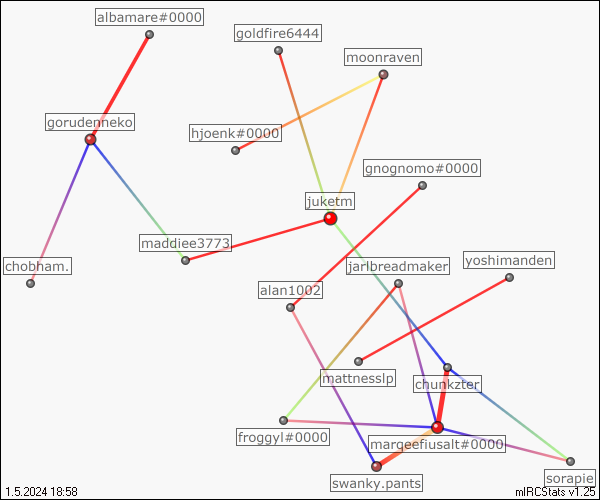 albamare#0000
goldfire6444
moonraven
gorudenneko
hjoenk#0000
gnognomo#0000
juketm
maddiee3773
chobham.
jarlbreadmaker
yoshimanden
alan1002
mattnesslp
chunkzter
froggyl#0000
margeefiusalt#0000
swanky.pants
sorapie
1.5.2024 18:58
mIRCStats v1.25